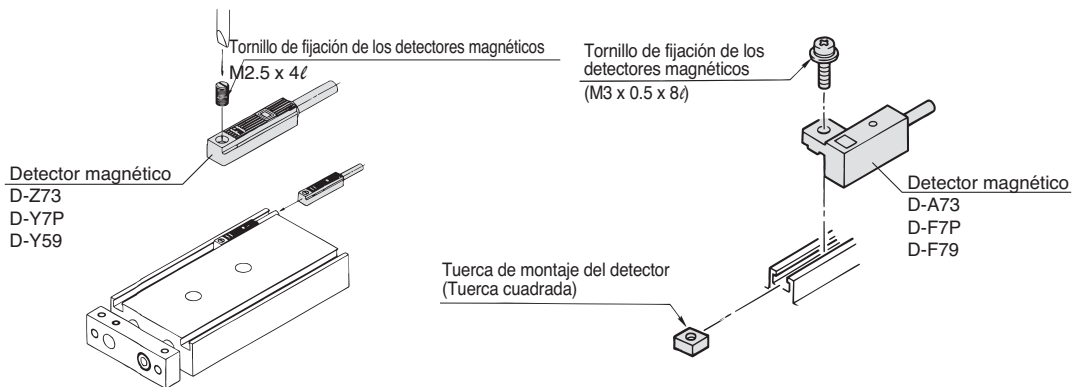 Tornillo de fijación de los detectores magnéticos
M2.5 x 4ℓ
Detector magnético
D-Z73
D-Y7P
D-Y59
Tornillo de fijación de los
detectores magnéticos
(M3 x 0.5 x 8ℓ)
Detector magnético
D-A73
D-F7P
D-F79
Tuerca de montaje del detector
(Tuerca cuadrada)